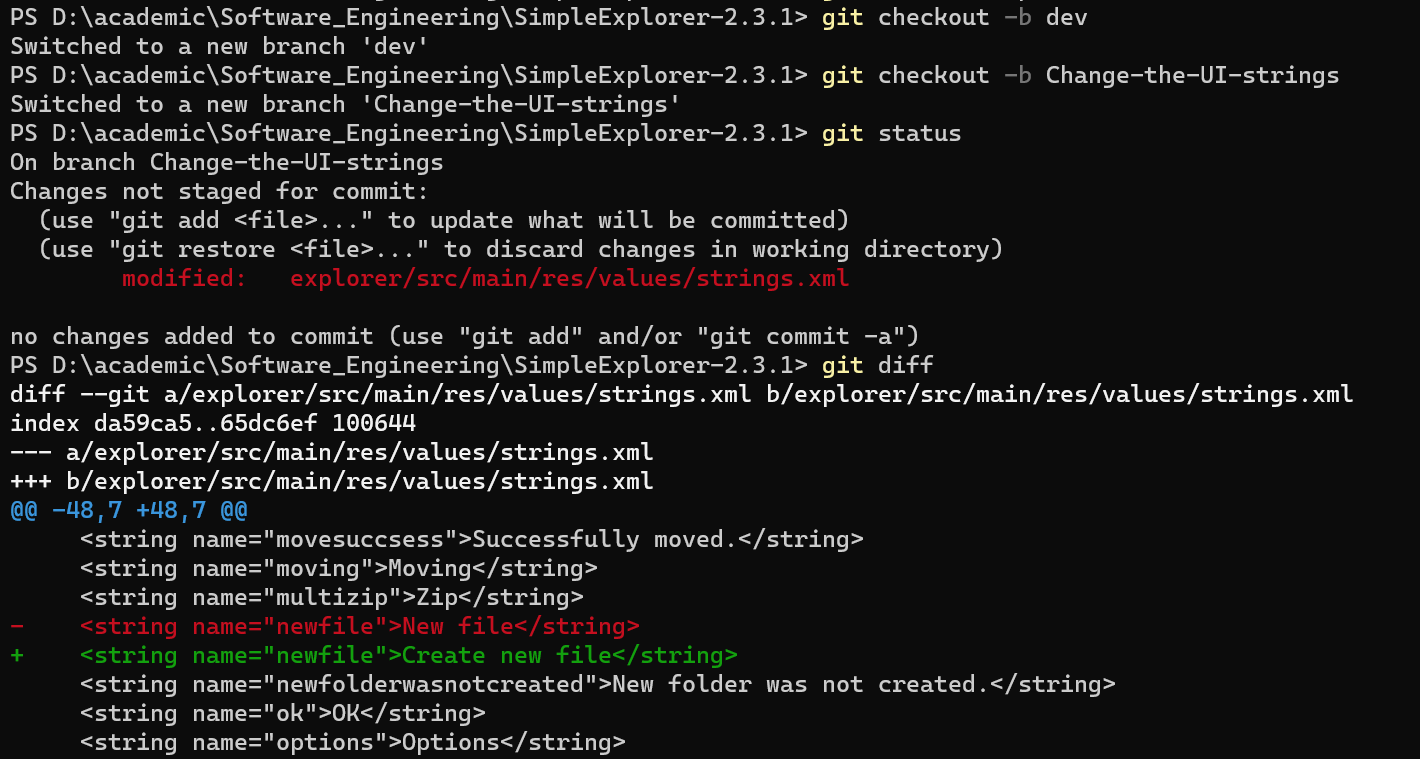 PS D:\academic\Software_Engineering\SimpleExplorer-2.3.1> git checkout -b dev
Switched to a new branch 'dev'
PS D:\academic\Software_Engineering\SimpleExplorer-2.3.1> git checkout -b Change-the-UI-strings
Switched to a new branch 'Change-the-UI-strings'
PS D:\academic\Software_Engineering\SimpleExplorer-2.3.1> git status
On branch Change-the-UI-strings
Changes not staged for commit:
  (use "git add <file>..." to update what will be committed)
  (use "git restore <file>..." to discard changes in working directory)
        modified:   explorer/src/main/res/values/strings.xml

no changes added to commit (use "git add" and/or "git commit -a")
PS D:\academic\Software_Engineering\SimpleExplorer-2.3.1> git diff
diff --git a/explorer/src/main/res/values/strings.xml b/explorer/src/main/res/values/strings.xml
index da59ca5..65dc6ef 100644
--- a/explorer/src/main/res/values/strings.xml
+++ b/explorer/src/main/res/values/strings.xml
@@ -48,7 +48,7 @@
     <string name="movesuccsess">Successfully moved.</string>
     <string name="moving">Moving</string>
     <string name="multizip">Zip</string>
-    <string name="newfile">New file</string>
+    <string name="newfile">Create new file</string>
     <string name="newfolderwasnotcreated">New folder was not created.</string>
     <string name="ok">OK</string>
     <string name="options">Options</string>